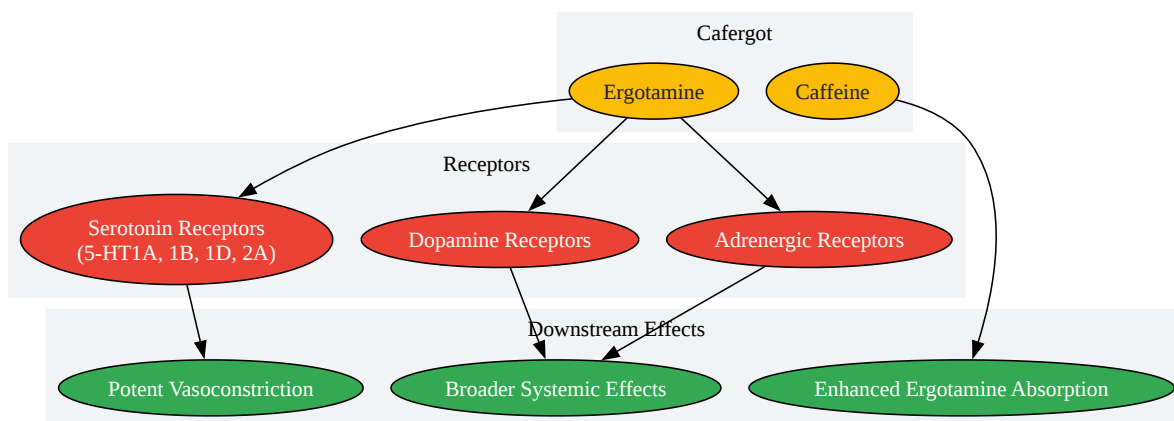 Cafergot
Ergotamine
Caffeine
Receptors
Serotonin Receptors
(5-HT1A, 1B, 1D, 2A)
Dopamine Receptors
Adrenergic Receptors
Downstream Effects
Potent Vasoconstriction
Broader Systemic Effects
Enhanced Ergotamine Absorption